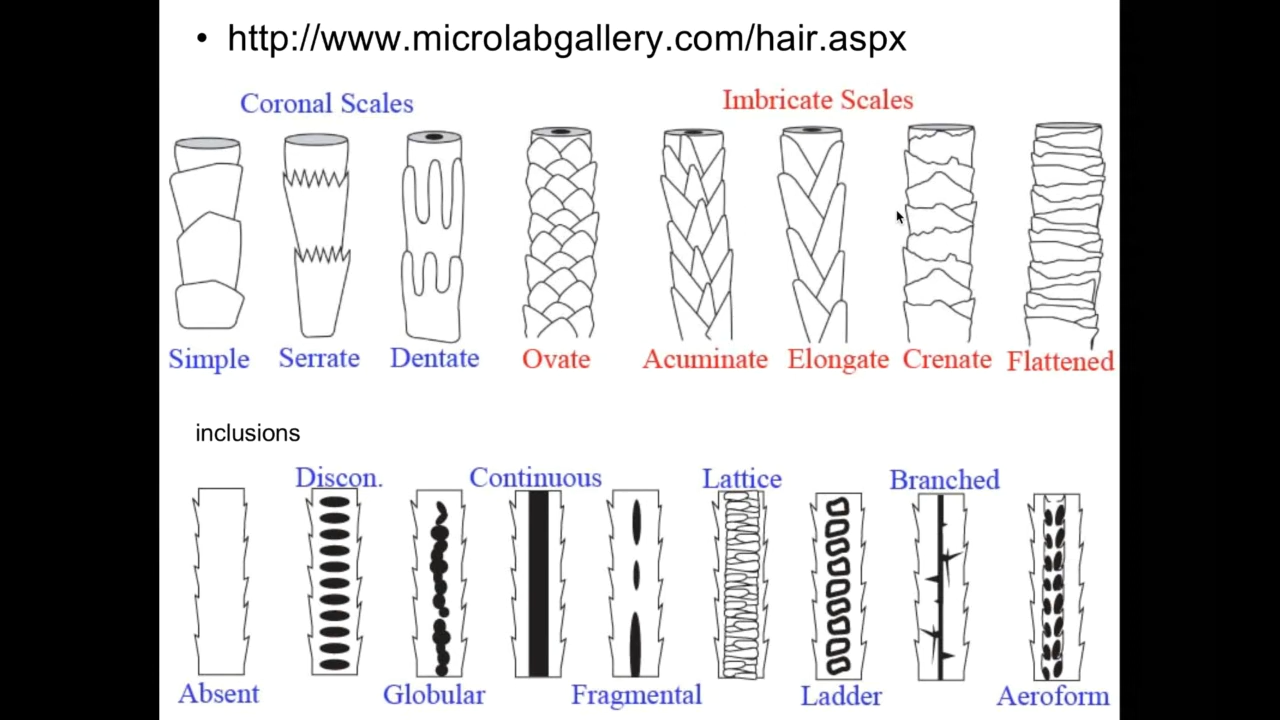 • http://www.microlabgallery.com/hair.aspx
Coronal Scales Imbricate Scales
Simple Serrate Dentate Ovate Acuminate Elongate Crenate Flattened
inclusions
Discon. Continuous Lattice Branched
Absent Globular Fragmental Ladder Aeroform